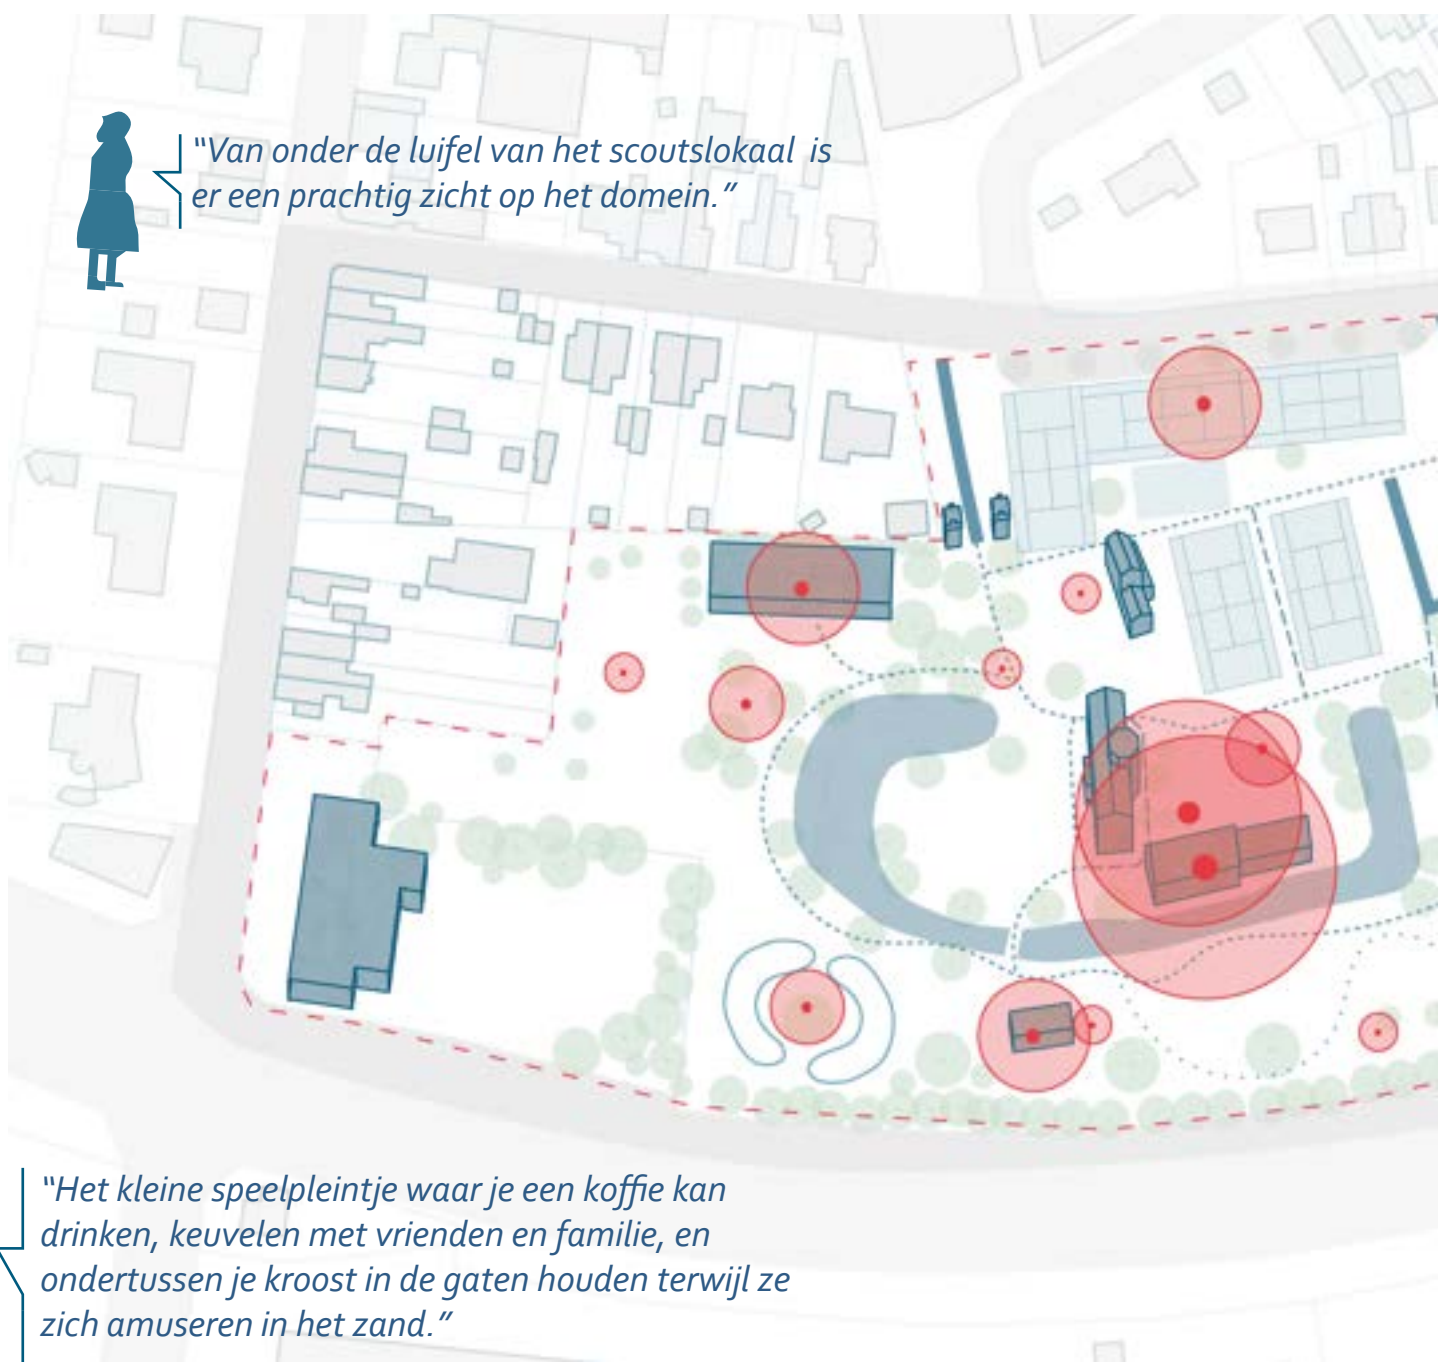 “Van onder de luifel van het scoutslokaal is
er een prachtig zicht op het domein.”
“Het kleine speelpleintje waar je een koffie kan
drinken, keuvelen met vrienden en familie, en
ondertussen je kroost in de gaten houden terwijl ze
zich amuseren in het zand.”